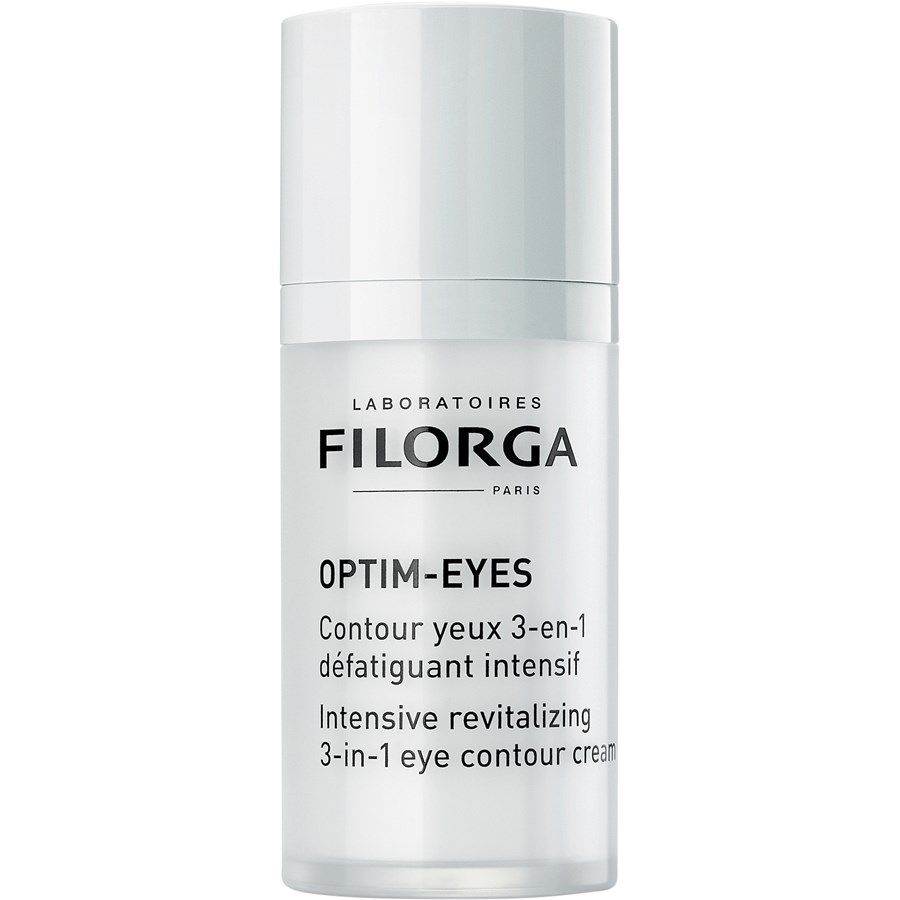 LABORATOIRES
FILORGA
PARIS
OPTIM-EYES
Contour yeux 3-en-1
défatiguant intensif
Intensive revitalizing
3-in-1 eye contour cream